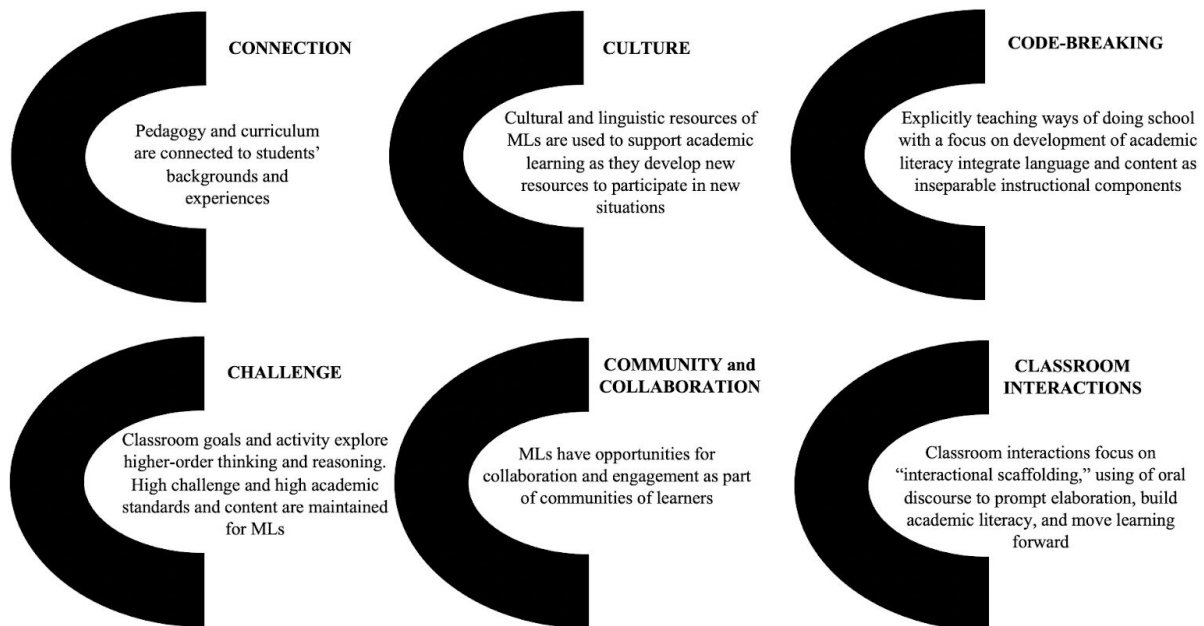 CONNECTION
Pedagogy and curriculum
are connected to students’
backgrounds and
experiences
CULTURE
Cultural and linguistic resources of
MLs are used to support academic
learning as they develop new
resources to participate in new
situations
CODE-BREAKING
Explicitly teaching ways of doing school
with a focus on development of academic
literacy integrate language and content as
inseparable instructional components
CHALLENGE
Classroom goals and activity explore
higher-order thinking and reasoning.
High challenge and high academic
standards and content are maintained
for MLs
COMMUNITY and
COLLABORATION
MLs have opportunities for
collaboration and engagement as part
of communities of learners
CLASSROOM
INTERACTIONS
Classroom interactions focus on
“interactional scaffolding,” using of oral
discourse to prompt elaboration, build
academic literacy, and move learning
forward